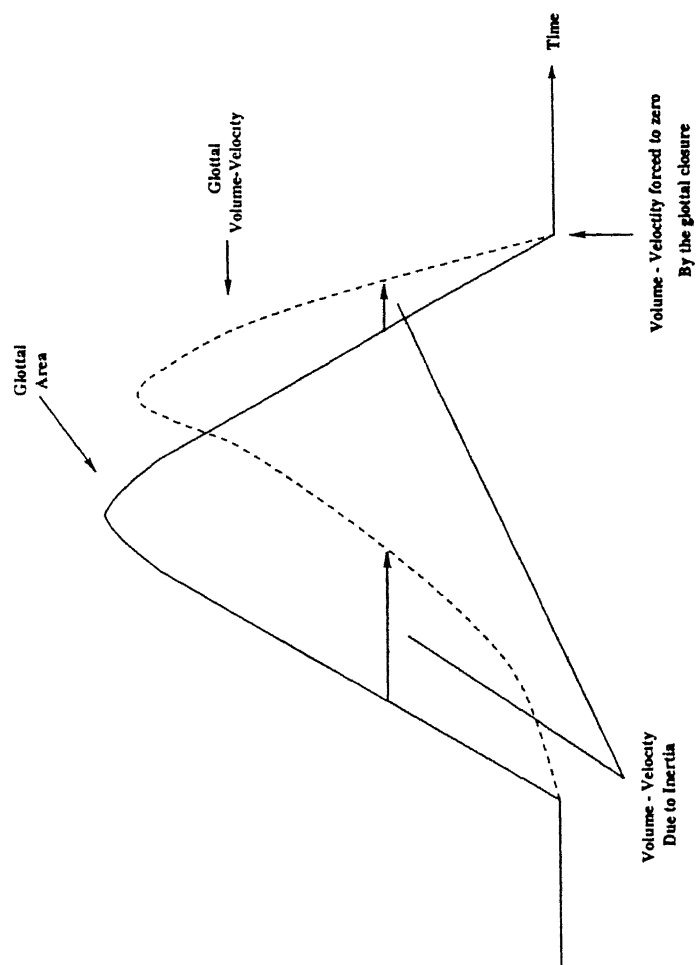 Glottal
Area
Glottal
Volume-Velocity
Time
Volume - Velocity
Due to Inertia
Volume - Veloctity forced to zero
By the glottal closure